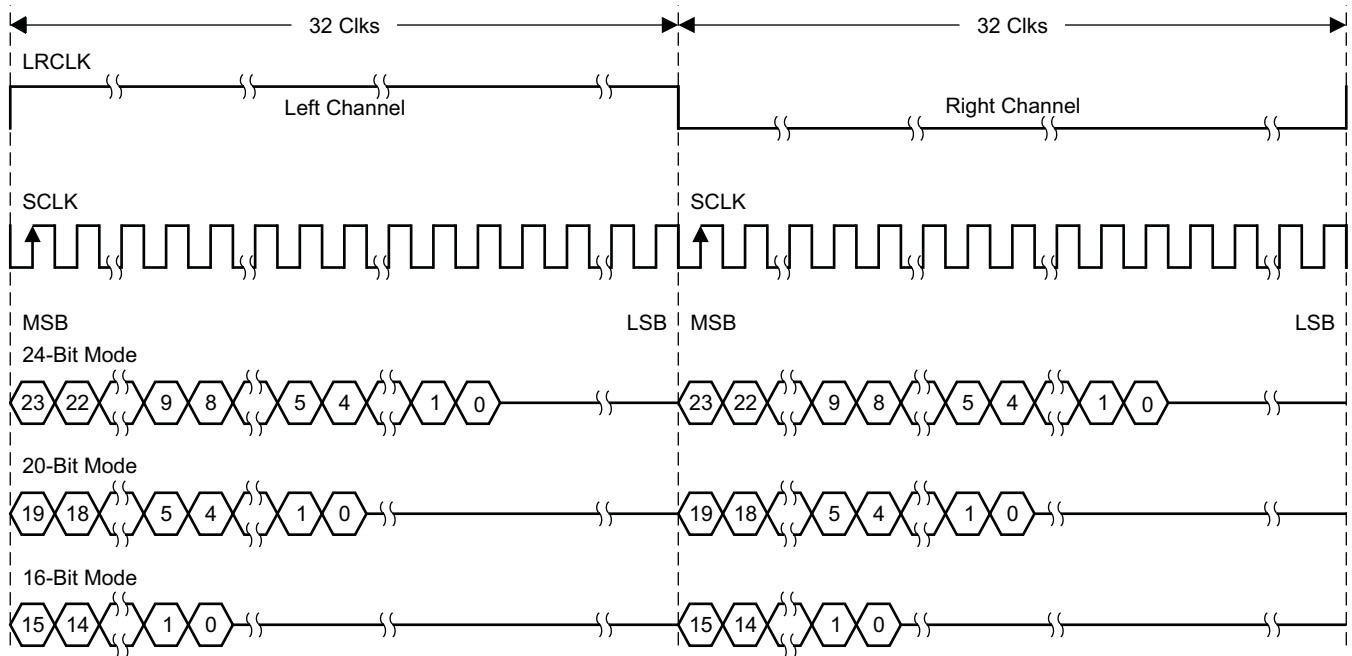 32 Clks 32 Clks
LRCLK
Left Channel Right Channel
SCLK SCLK
MSB LSB MSB LSB
24-Bit Mode
23 22 9 8 5 4 1 0 23 22 9 8 5 4 1 0
20-Bit Mode
19 18 5 4 1 0 19 18 5 4 1 0
16-Bit Mode
15 14 1 0 15 14 1 0